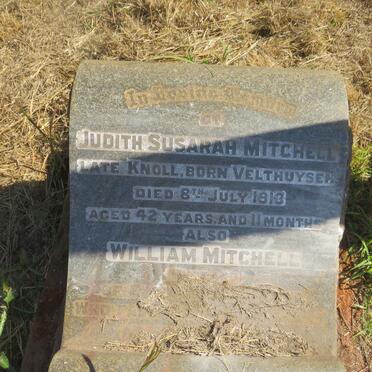 In Loving Memory
OF
JUDITH SUSARAH MITCHELL
LATE KNOLL, BORN VELTHUYSEN
DIED 8TH JULY 1913
AGED 42 YEARS, AND 11 MONTHS
ALSO
WILLIAM MITCHELL